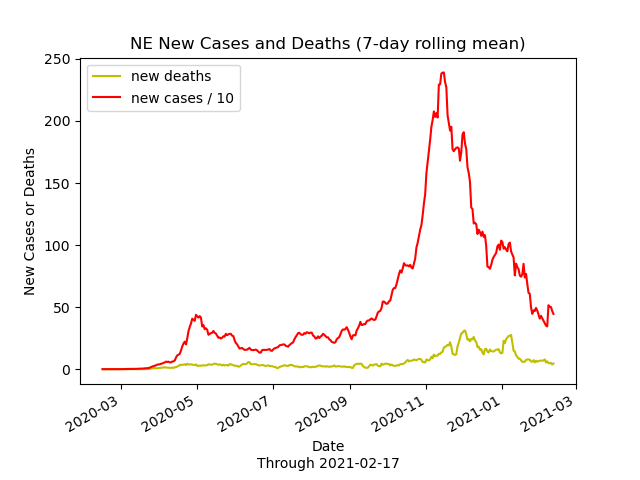 NE New Cases and Deaths (7-day rolling mean)
new deaths
new cases / 10
New Cases or Deaths
250
200
150
100
50
0
2020-03
2020-05
2020-07
2020-09
2020-11
2021-01
2021-03
Date
Through 2021-02-17